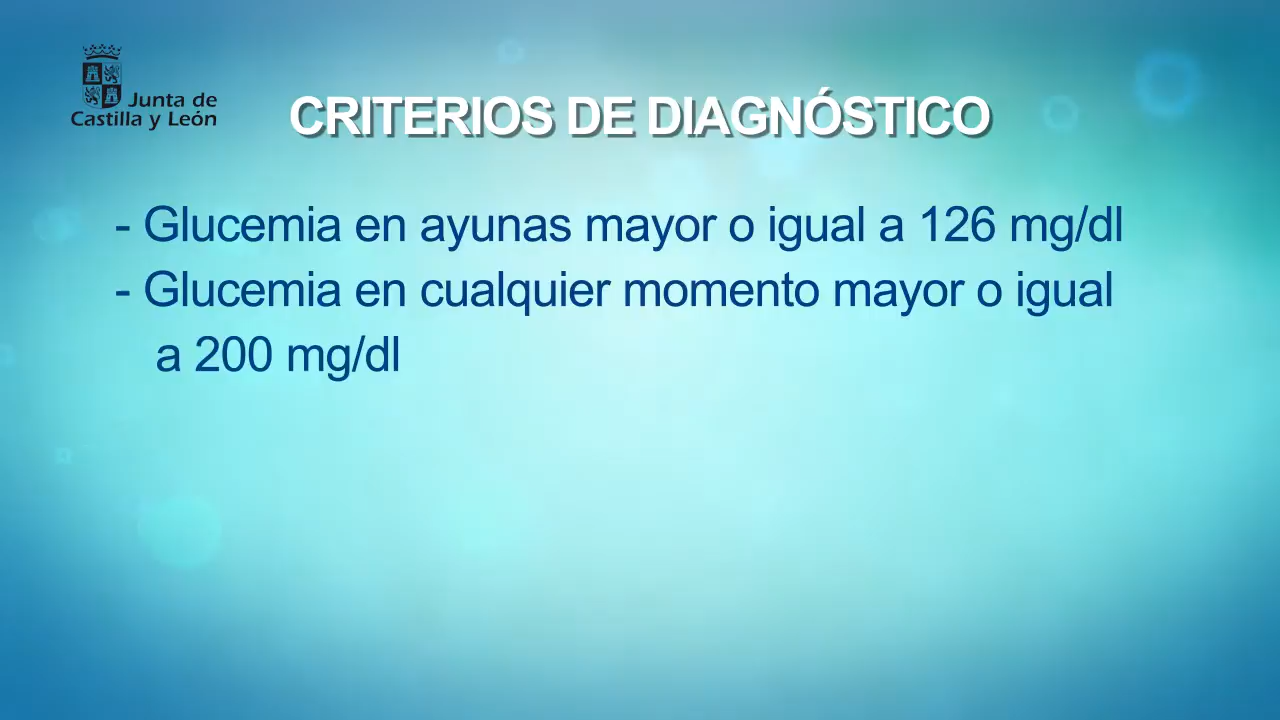 Junta de
Castilla y León
CRITERIOS DE DIAGNÓSTICO
- Glucemia en ayunas mayor o igual a 126 mg/dl
- Glucemia en cualquier momento mayor o igual
a 200 mg/dl